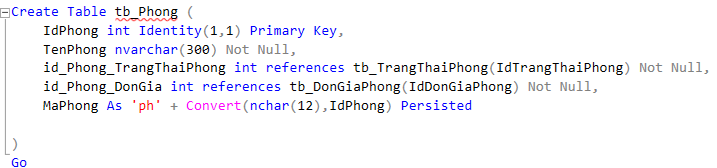 Create Table tb_Phong (
    IdPhong int Identity(1,1) Primary Key,
    TenPhong nvarchar(300) Not Null,
    id_Phong_TrangThaiPhong int references tb_TrangThaiPhong(IdTrangThaiPhong) Not Null,
    id_Phong_DonGia int references tb_DonGiaPhong(IdDonGiaPhong) Not Null,
    MaPhong As 'ph' + Convert(nchar(12),IdPhong) Persisted
)
Go